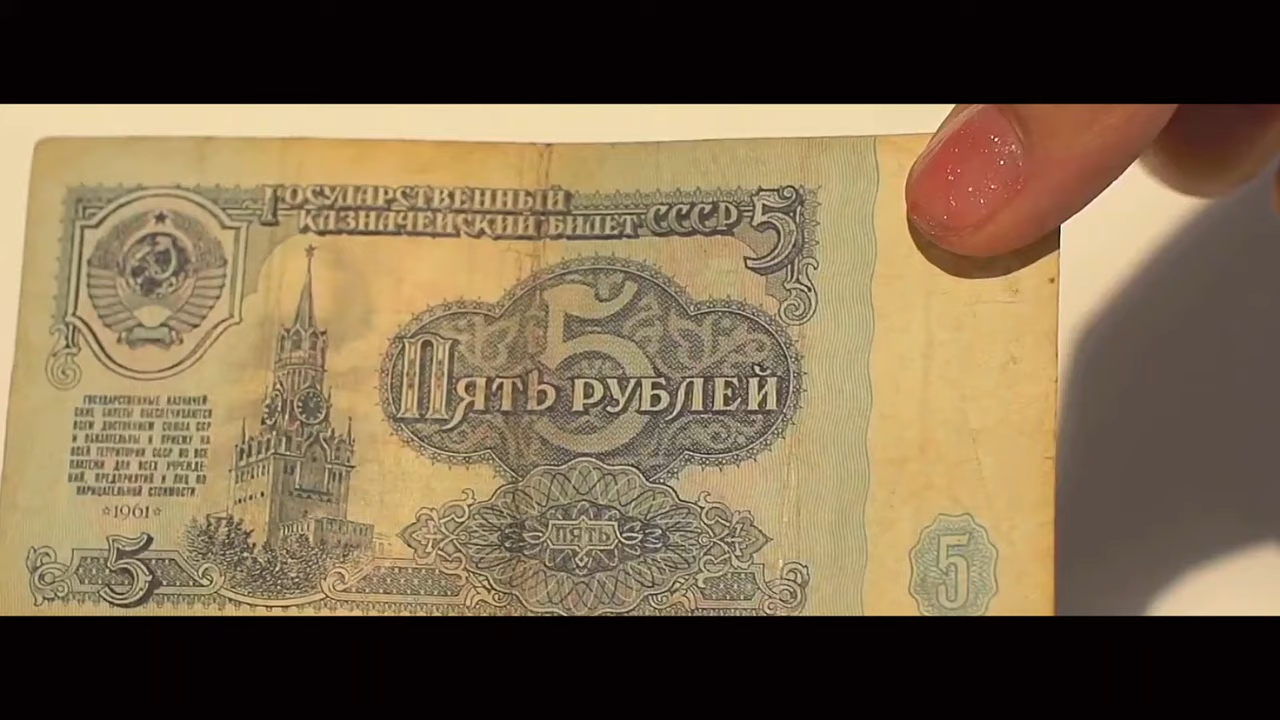 ГОСУДАРСТВЕННЫЙ
КАЗНАЧЕЙСКИЙ БИЛЕТ СССР 5
5
ПЯТЬ РУБЛЕЙ
ГОСУДАРСТВЕННЫЕ КАЗНАЧЕЙ-
СКИЕ БИЛЕТЫ ОБЕСПЕЧИВАЮТСЯ
ВСЕМ ДОСТОЯНИЕМ СОЮЗА ССР
И ОБЯЗАТЕЛЬНЫ К ПРИЕМУ НА
ВСЕЙ ТЕРРИТОРИИ СССР ВО ВСЕ
ПЛАТЕЖИ ДЛЯ ВСЕХ УЧРЕЖДЕ-
НИЙ, ПРЕДПРИЯТИЙ И ЛИЦ ПО
НАРИЦАТЕЛЬНОЙ СТОИМОСТИ.
☆1961☆
ПЯТЬ
5
5